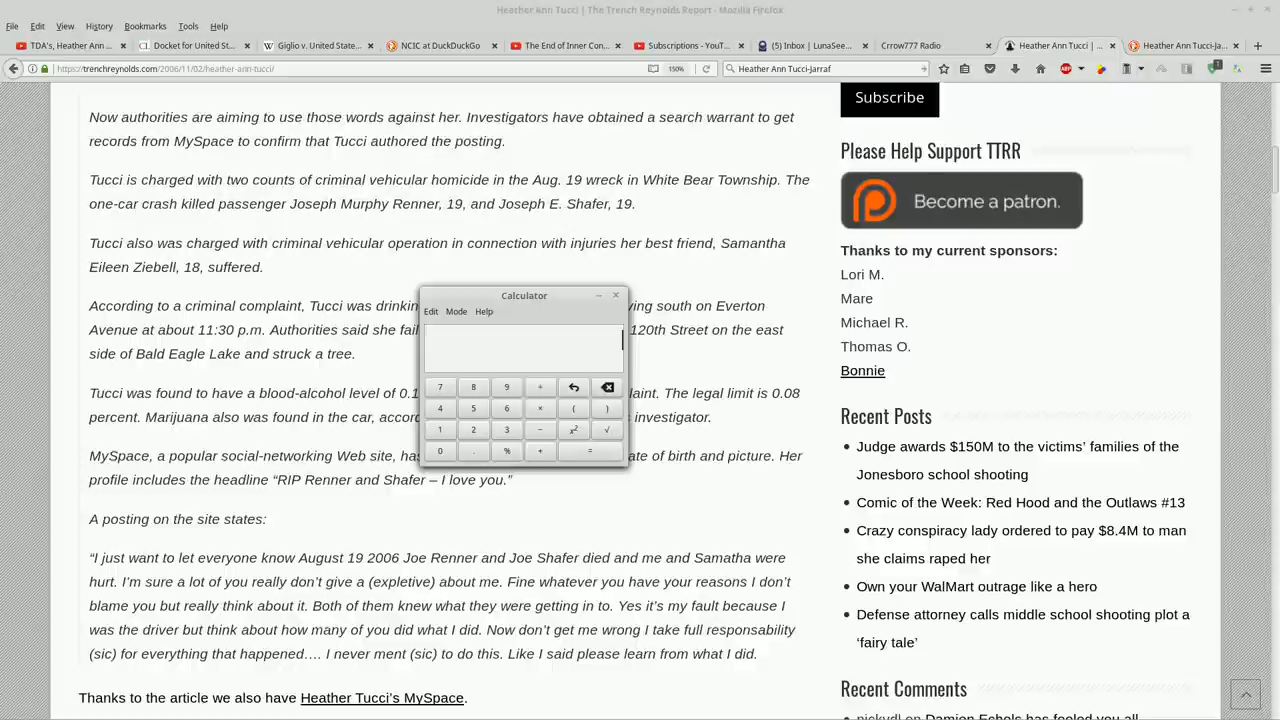 Heather Ann Tucci | The Trench Reynolds Report - Mozilla Firefox
File Edit View History Bookmarks Tools Help
TDA's, Heather Ann ... × Docket for United St... × Giglio v. United State... × NCIC at DuckDuckGo × The End of Inner Con... × Subscriptions - YouT... × (5) Inbox | LunaSee... × Crrow777 Radio × Heather Ann Tucci | ... × Heather Ann Tucci-Ja... ×
https://trenchreynolds.com/2006/11/02/heather-ann-tucci/ 150% Heather Ann Tucci-Jarraf
Now authorities are aiming to use those words against her. Investigators have obtained a search warrant to get
records from MySpace to confirm that Tucci authored the posting.
Tucci is charged with two counts of criminal vehicular homicide in the Aug. 19 wreck in White Bear Township. The
one-car crash killed passenger Joseph Murphy Renner, 19, and Joseph E. Shafer, 19.
Tucci also was charged with criminal vehicular operation in connection with injuries her best friend, Samantha
Eileen Ziebell, 18, suffered.
According to a criminal complaint, Tucci was drinkin ving south on Everton
Avenue at about 11:30 p.m. Authorities said she fail 120th Street on the east
side of Bald Eagle Lake and struck a tree.
Tucci was found to have a blood-alcohol level of 0.1 laint. The legal limit is 0.08
percent. Marijuana also was found in the car, accord s investigator.
MySpace, a popular social-networking Web site, has ate of birth and picture. Her
profile includes the headline “RIP Renner and Shafer – I love you.”
A posting on the site states:
“I just want to let everyone know August 19 2006 Joe Renner and Joe Shafer died and me and Samatha were
hurt. I’m sure a lot of you really don’t give a (expletive) about me. Fine whatever you have your reasons I don’t
blame you but really think about it. Both of them knew what they were getting in to. Yes it’s my fault because I
was the driver but think about how many of you did what I did. Now don’t get me wrong I take full responsability
(sic) for everything that happened…. I never ment (sic) to do this. Like I said please learn from what I did.
Thanks to the article we also have Heather Tucci’s MySpace.
Calculator
Edit Mode Help
7 8 9 ÷
4 5 6 × ( )
1 2 3 − x² √
0 . % + =
Subscribe
Please Help Support TTRR
Become a patron.
Thanks to my current sponsors:
Lori M.
Mare
Michael R.
Thomas O.
Bonnie
Recent Posts
Judge awards $150M to the victims’ families of the
Jonesboro school shooting
Comic of the Week: Red Hood and the Outlaws #13
Crazy conspiracy lady ordered to pay $8.4M to man
she claims raped her
Own your WalMart outrage like a hero
Defense attorney calls middle school shooting plot a
‘fairy tale’
Recent Comments
nickydl on Damien Echols has fooled you all